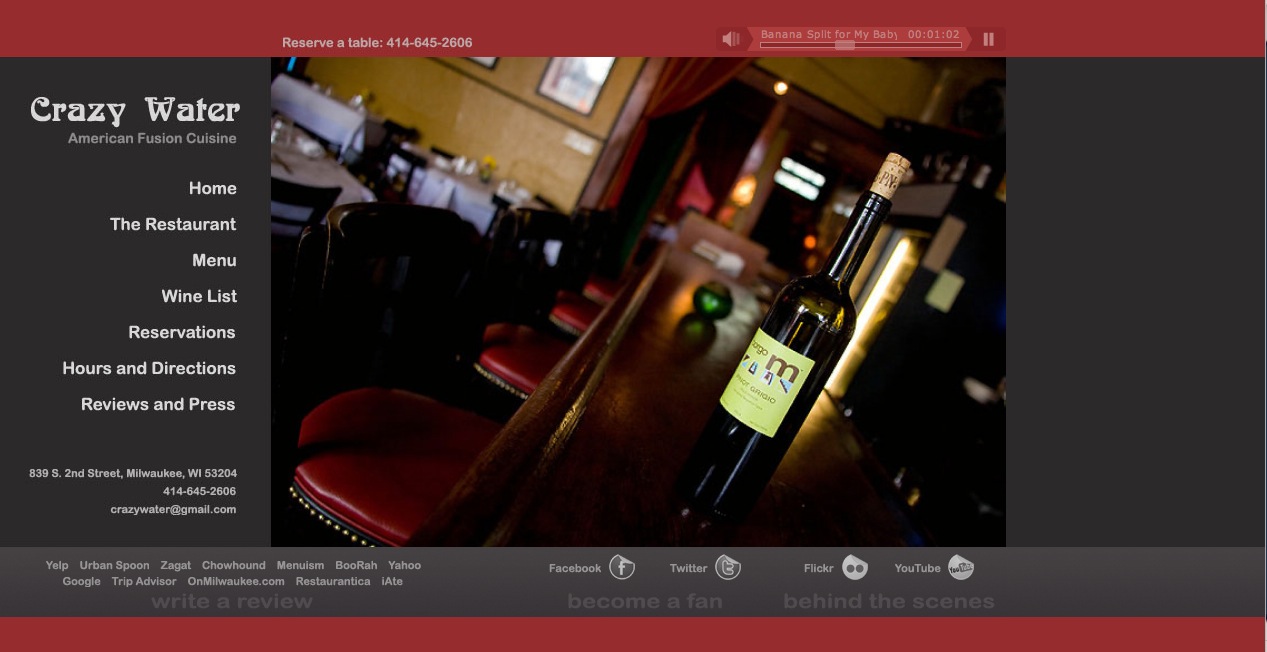 Reserve a table: 414-645-2606
Banana Split for My Baby 00:01:02
Crazy Water
American Fusion Cuisine
Home
The Restaurant
Menu
Wine List
Reservations
Hours and Directions
Reviews and Press
839 S. 2nd Street, Milwaukee, WI 53204
414-645-2606
crazywater@gmail.com
m
PINOT GRIGIO
Yelp Urban Spoon Zagat Chowhound Menuism BooRah Yahoo
Google Trip Advisor OnMilwaukee.com Restaurantica iAte
write a review
Facebook Twitter Flickr YouTube
become a fan
behind the scenes